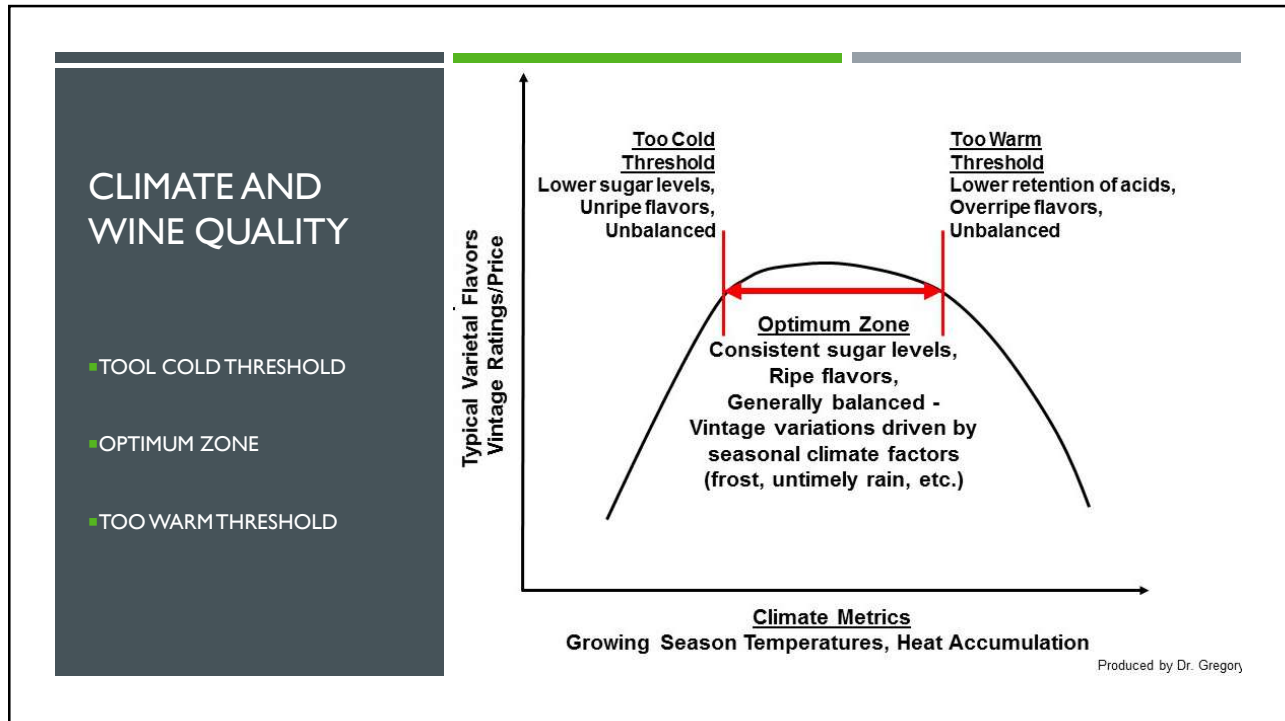 CLIMATE AND
WINE QUALITY
▪TOOL COLD THRESHOLD
▪OPTIMUM ZONE
▪TOO WARM THRESHOLD
Typical Varietal Flavors
Vintage Ratings/Price
Too Cold
Threshold
Lower sugar levels,
Unripe flavors,
Unbalanced
Too Warm
Threshold
Lower retention of acids,
Overripe flavors,
Unbalanced
Optimum Zone
Consistent sugar levels,
Ripe flavors,
Generally balanced -
Vintage variations driven by
seasonal climate factors
(frost, untimely rain, etc.)
Climate Metrics
Growing Season Temperatures, Heat Accumulation
Produced by Dr. Gregory